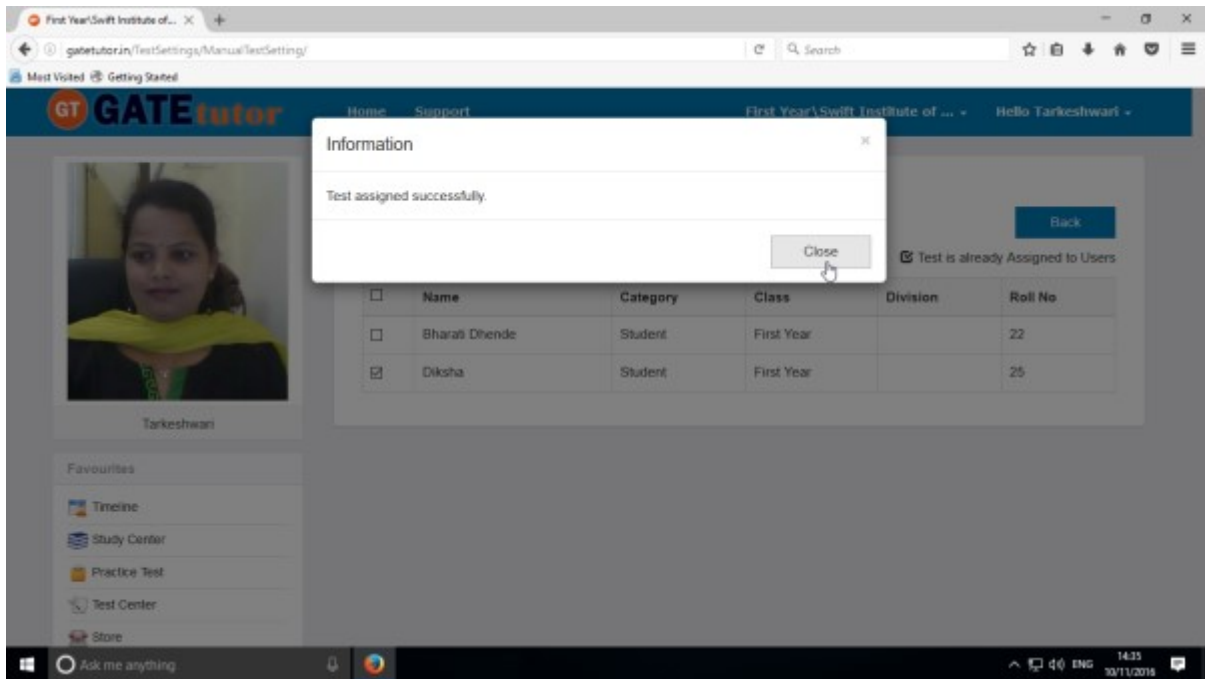 First Year\Swift Institute of...
gatetutor.in/TestSettings/ManualTestSetting/
Search
Most Visited Getting Started
GT GATEtutor Home Support First Year\Swift Institute of ... Hello Tarkeshwari
Information
Test assigned successfully.
Back
Close
Test is already Assigned to Users
Name Category Class Division Roll No
Bharati Dhende Student First Year 22
Diksha Student First Year 25
Tarkeshwari
Favourites
Timeline
Study Center
Practice Test
Test Center
Store
Ask me anything
ENG
14:35
10/11/2016